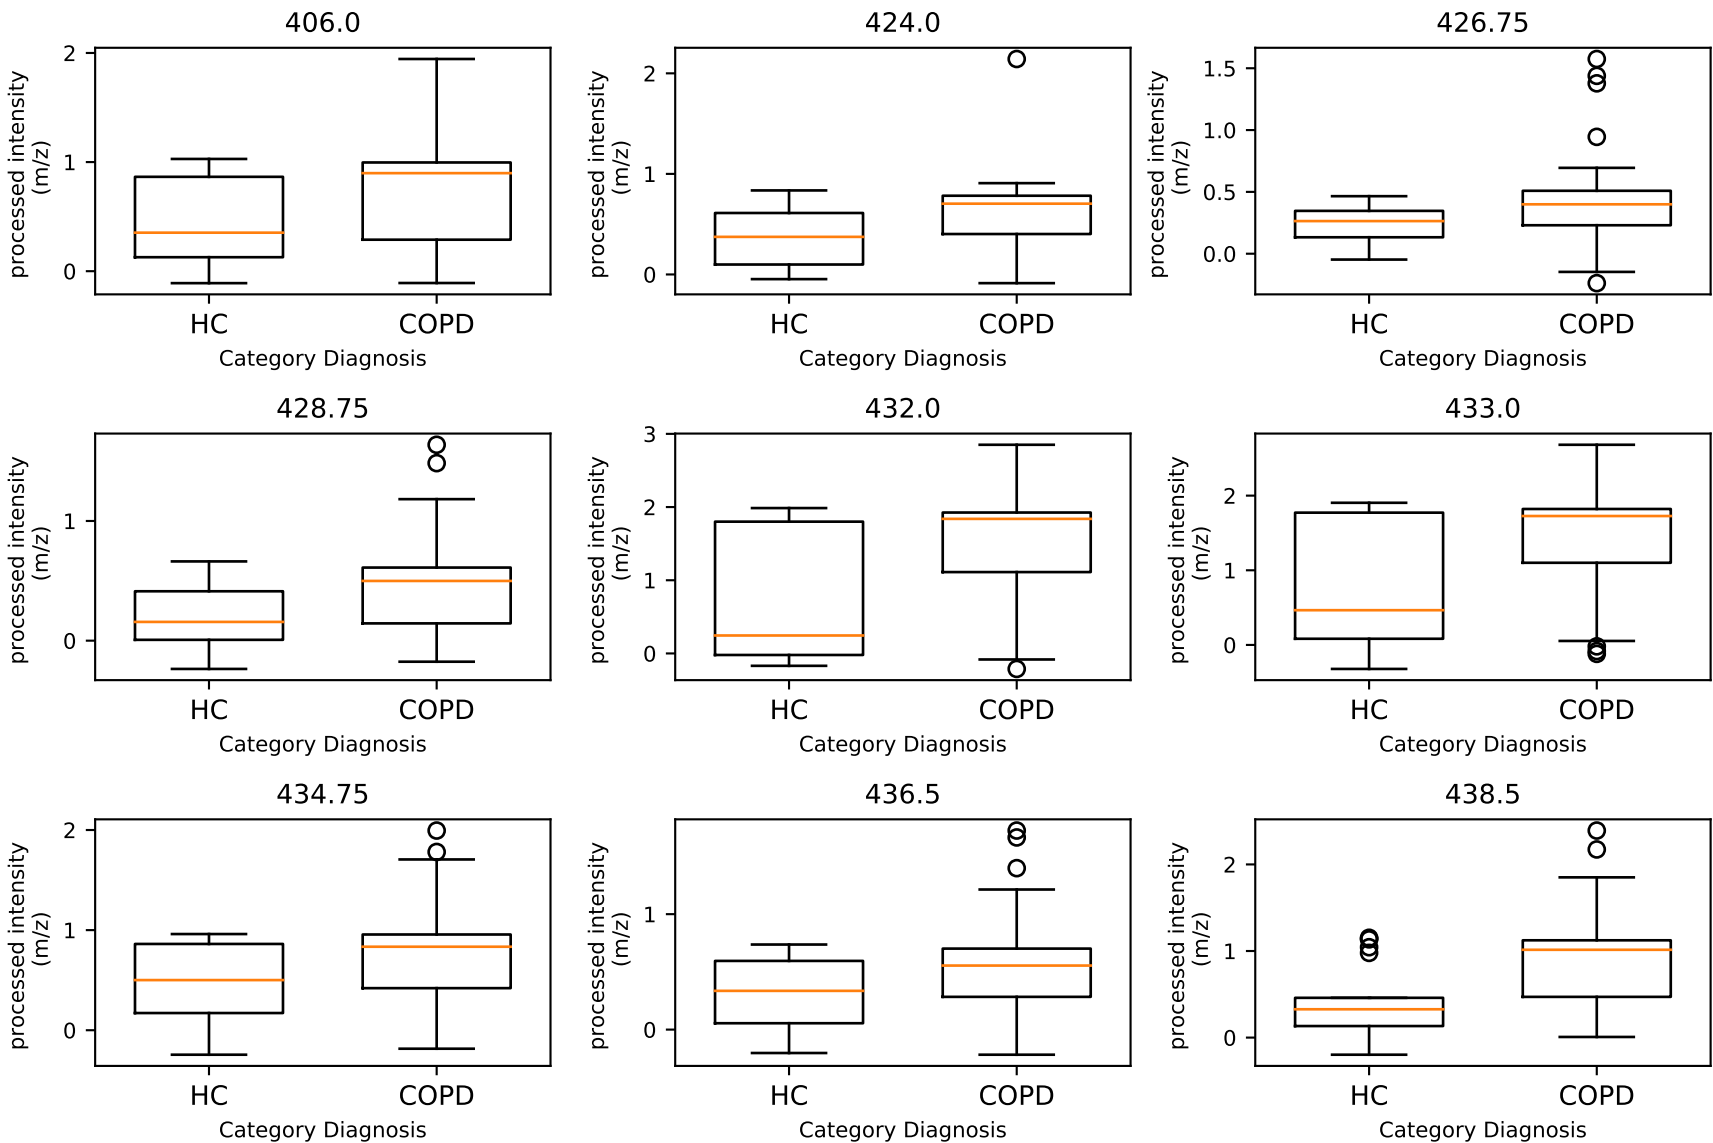 406.0
processed intensity
(m/z)
2
1
0
HC COPD
Category Diagnosis
424.0
processed intensity
(m/z)
2
1
0
HC COPD
Category Diagnosis
426.75
processed intensity
(m/z)
1.5
1.0
0.5
0.0
HC COPD
Category Diagnosis
428.75
processed intensity
(m/z)
1
0
HC COPD
Category Diagnosis
432.0
processed intensity
(m/z)
3
2
1
0
HC COPD
Category Diagnosis
433.0
processed intensity
(m/z)
2
1
0
HC COPD
Category Diagnosis
434.75
processed intensity
(m/z)
2
1
0
HC COPD
Category Diagnosis
436.5
processed intensity
(m/z)
1
0
HC COPD
Category Diagnosis
438.5
processed intensity
(m/z)
2
1
0
HC COPD
Category Diagnosis